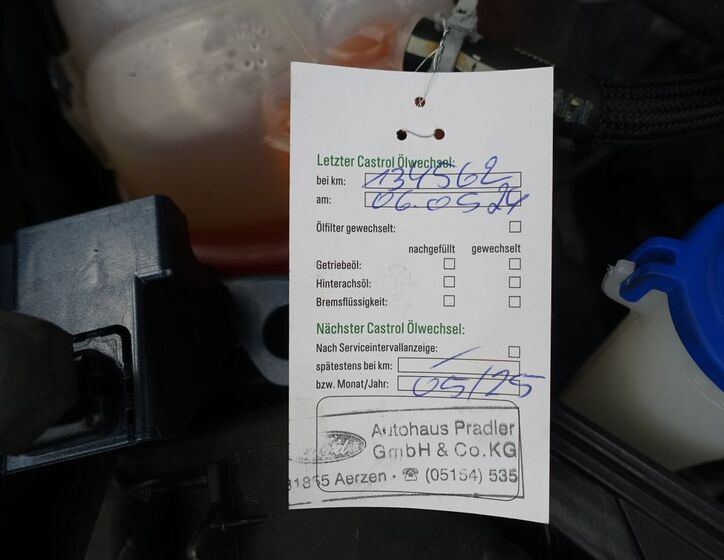 Letzter Castrol Ölwechsel:
bei km: 134562
am: 06.05.24
Ölfilter gewechselt:
nachgefüllt gewechselt
Getriebeöl:
Hinterachsöl:
Bremsflüssigkeit:
Nächster Castrol Ölwechsel:
Nach Serviceintervallanzeige:
spätestens bei km: —
bzw. Monat/Jahr: 05/25
Autohaus Pradler
GmbH & Co.KG
31855 Aerzen · ☎ (05154) 535